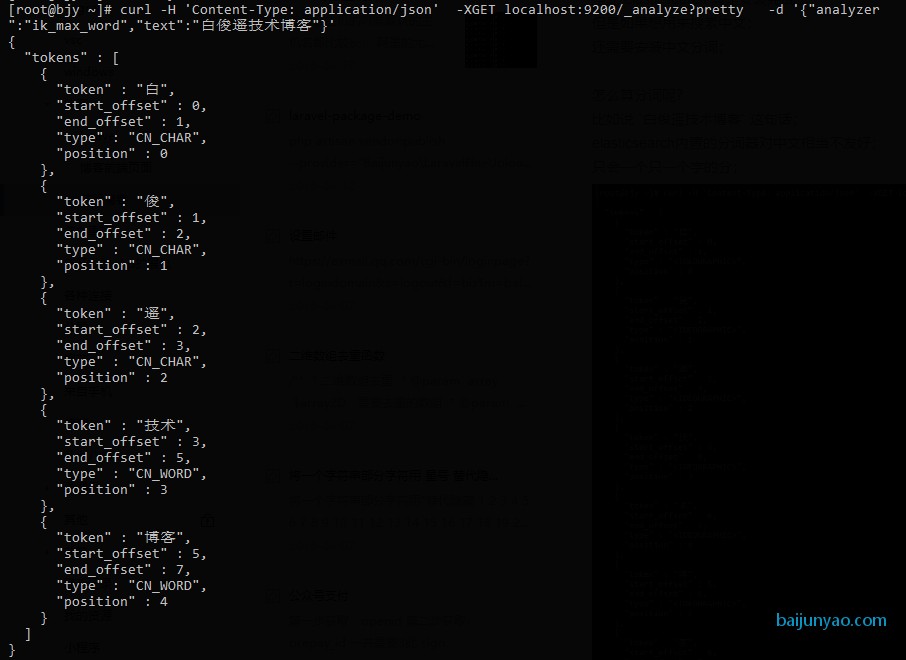 [root@bjy ~]# curl -H 'Content-Type: application/json'  -XGET localhost:9200/_analyze?pretty   -d '{"analyzer
":"ik_max_word","text":"白俊遥技术博客"}'
{
  "tokens" : [
    {
      "token" : "白",
      "start_offset" : 0,
      "end_offset" : 1,
      "type" : "CN_CHAR",
      "position" : 0
    },
    {
      "token" : "俊",
      "start_offset" : 1,
      "end_offset" : 2,
      "type" : "CN_CHAR",
      "position" : 1
    },
    {
      "token" : "遥",
      "start_offset" : 2,
      "end_offset" : 3,
      "type" : "CN_CHAR",
      "position" : 2
    },
    {
      "token" : "技术",
      "start_offset" : 3,
      "end_offset" : 5,
      "type" : "CN_WORD",
      "position" : 3
    },
    {
      "token" : "博客",
      "start_offset" : 5,
      "end_offset" : 7,
      "type" : "CN_WORD",
      "position" : 4
    }
  ]
}
baijunyao.com